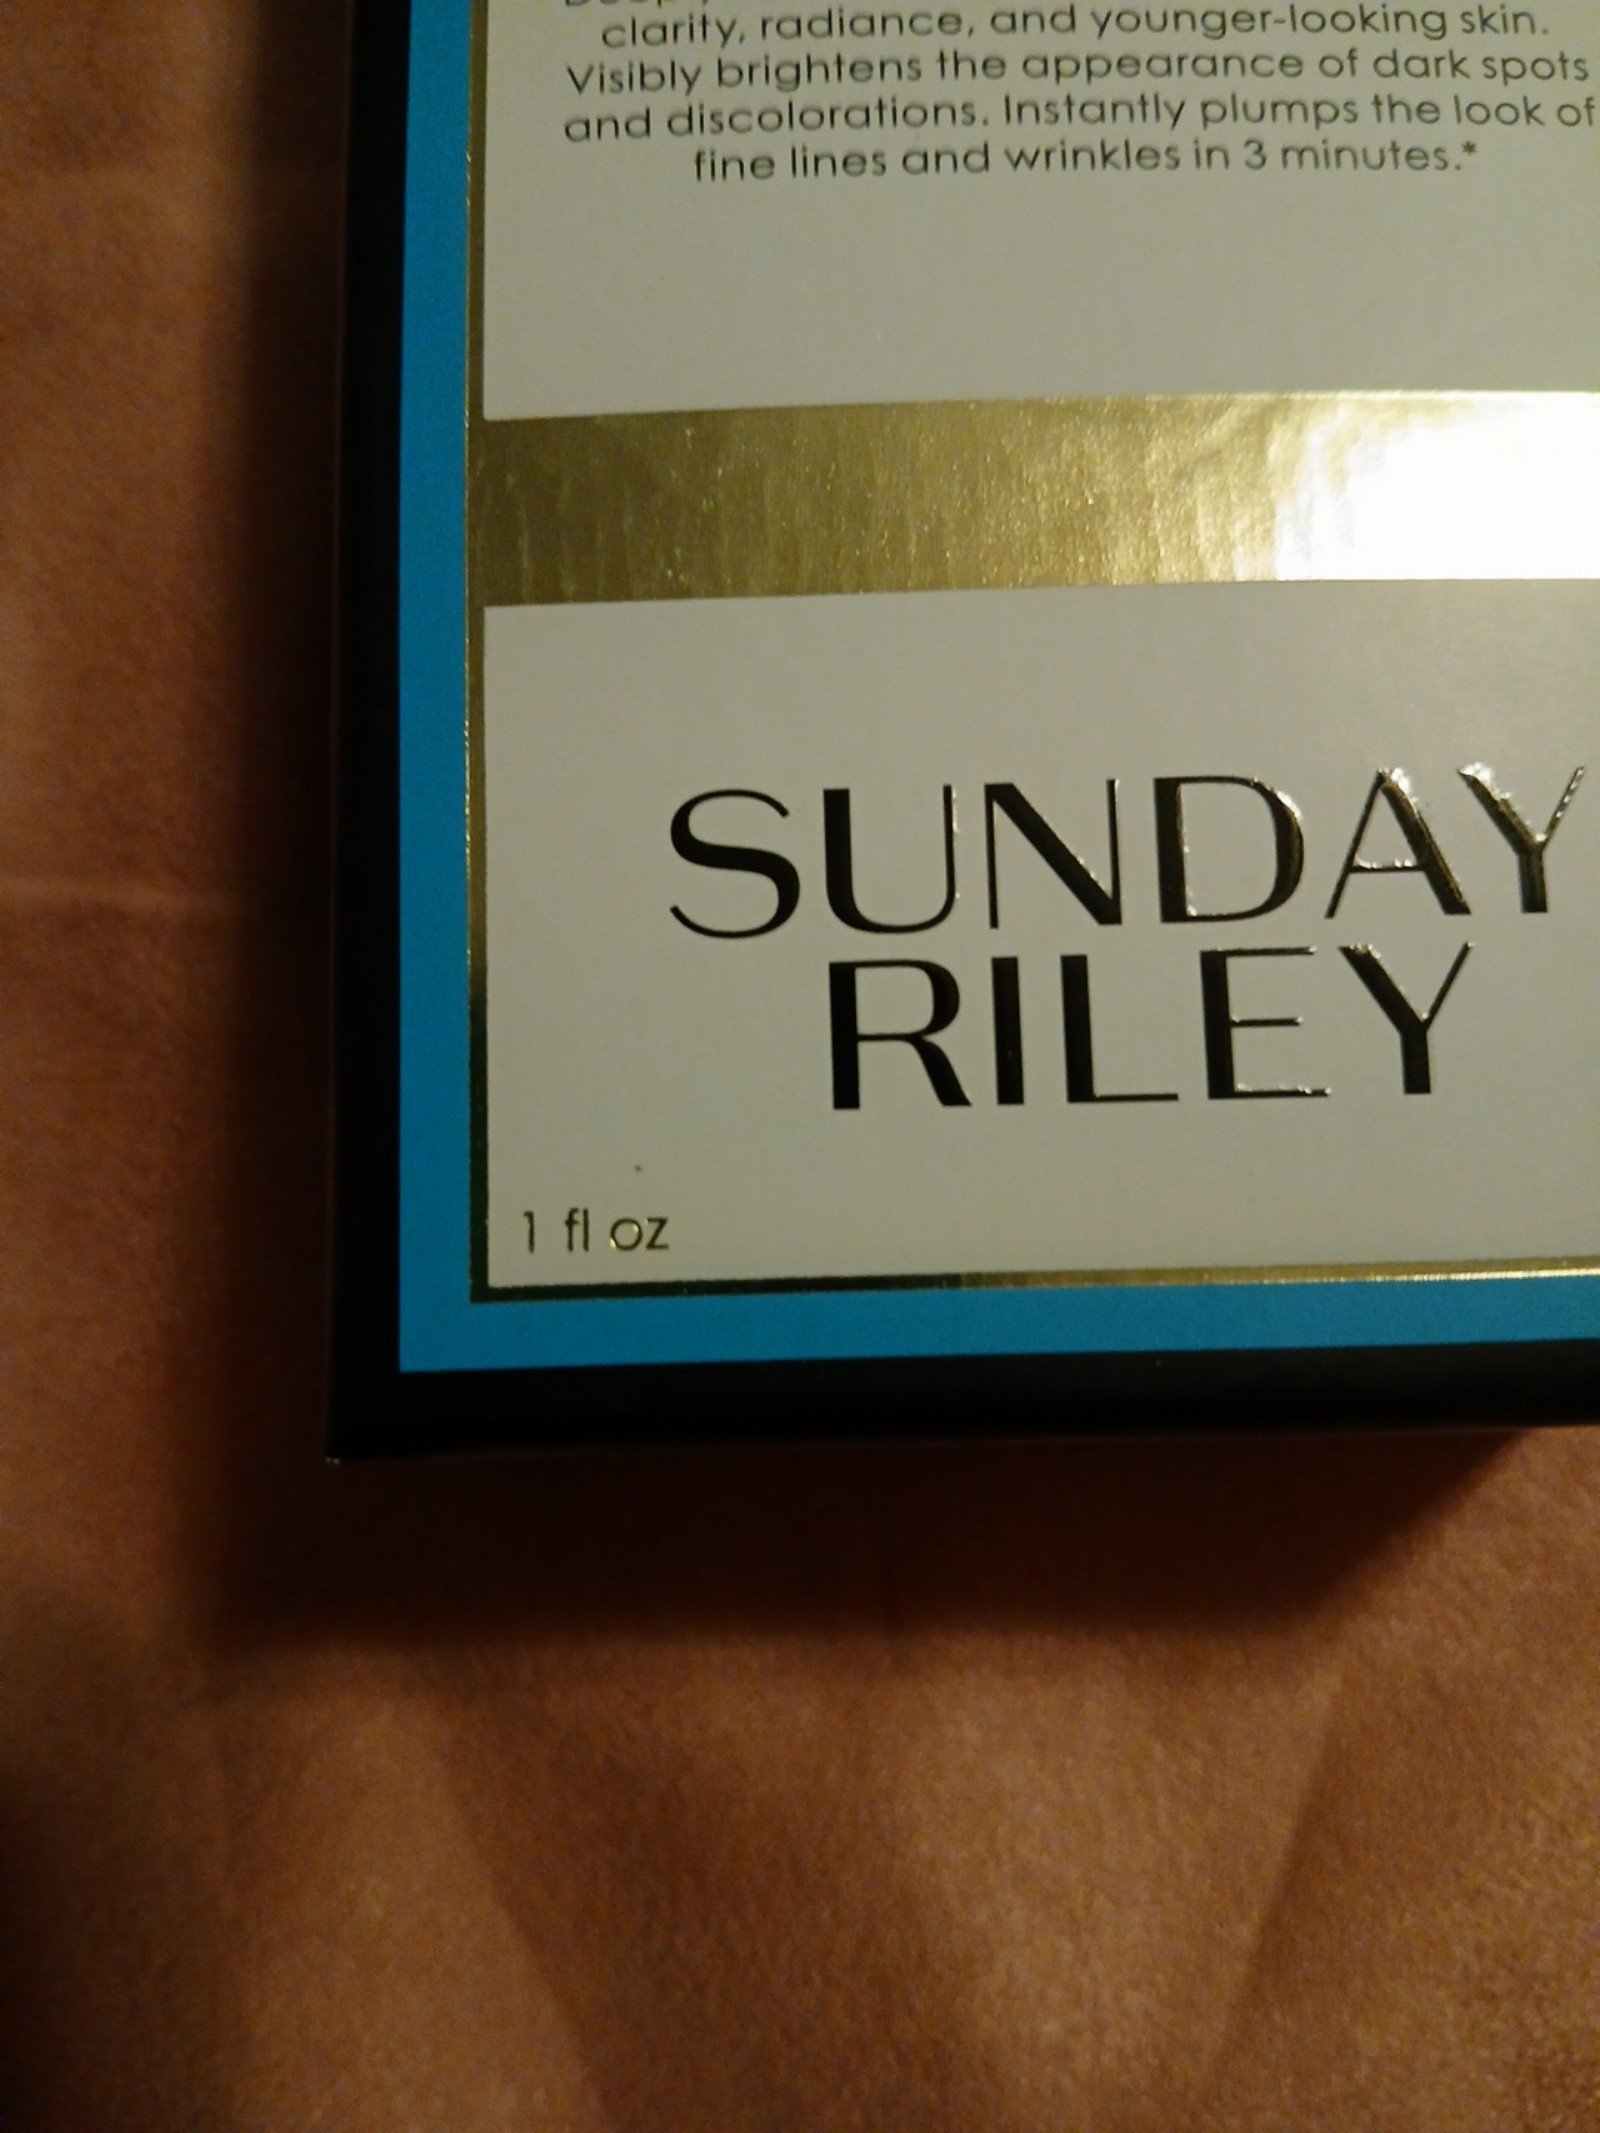 clarity, radiance, and younger-looking skin.
Visibly brightens the appearance of dark spots
and discolorations. Instantly plumps the look of
fine lines and wrinkles in 3 minutes.*
SUNDAY
RILEY
1 fl oz